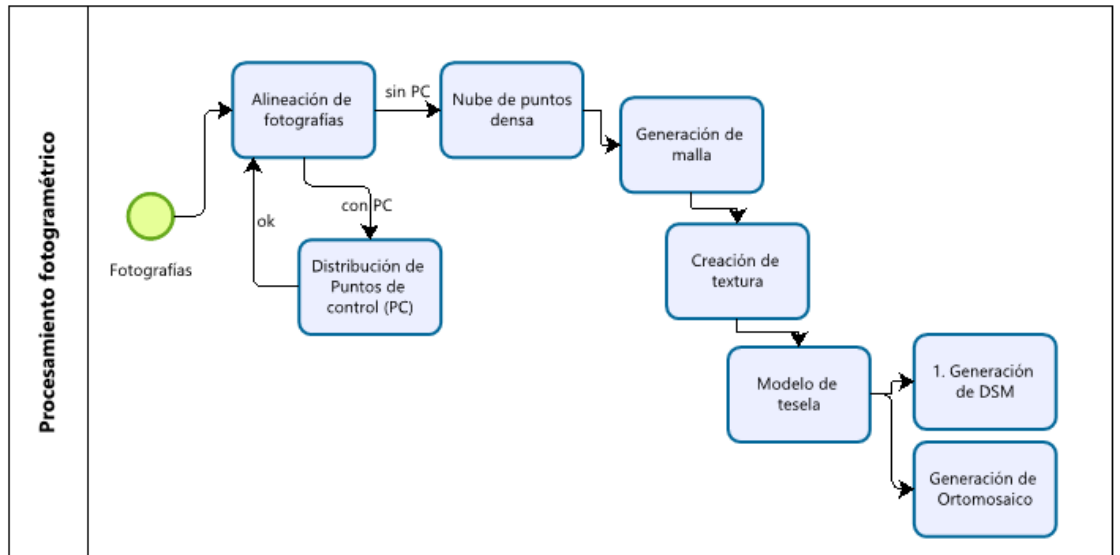 Procesamiento fotogramétrico
Fotografías
Alineación de
fotografías
sin PC
Nube de puntos
densa
Generación de
malla
con PC
ok
Distribución de
Puntos de
control (PC)
Creación de
textura
Modelo de
tesela
1. Generación
de DSM
Generación de
Ortomosaico